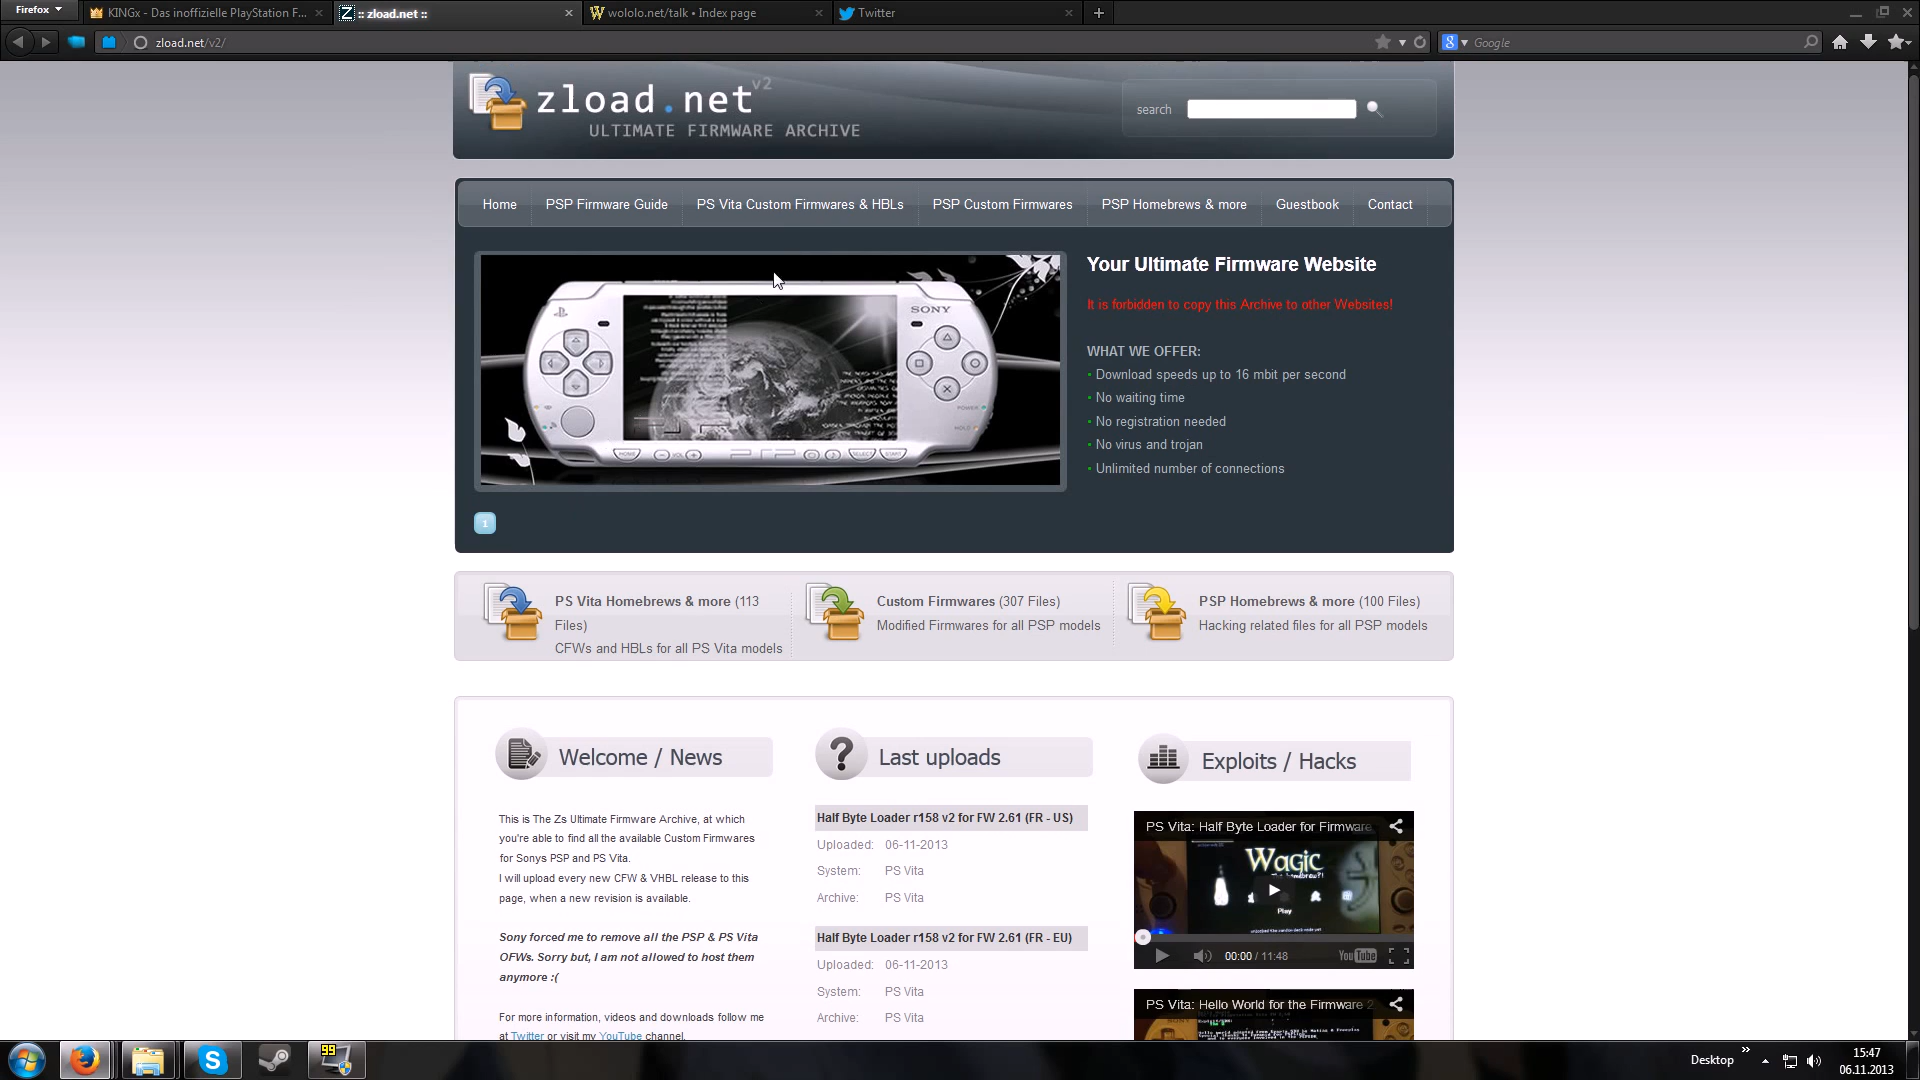 Firefox
KINGx - Das inoffizielle PlayStation F...
:: zload.net ::
wololo.net/talk • Index page
Twitter
zload.net/v2/
Google
zload.net v2
ULTIMATE FIRMWARE ARCHIVE
search
Home
PSP Firmware Guide
PS Vita Custom Firmwares & HBLs
PSP Custom Firmwares
PSP Homebrews & more
Guestbook
Contact
SONY
HOME
VOL
SELECT
START
POWER
HOLD
Your Ultimate Firmware Website
It is forbidden to copy this Archive to other Websites!
WHAT WE OFFER:
• Download speeds up to 16 mbit per second
• No waiting time
• No registration needed
• No virus and trojan
• Unlimited number of connections
1
PS Vita Homebrews & more (113
Files)
CFWs and HBLs for all PS Vita models
Custom Firmwares (307 Files)
Modified Firmwares for all PSP models
PSP Homebrews & more (100 Files)
Hacking related files for all PSP models
Welcome / News
This is The Zs Ultimate Firmware Archive, at which
you're able to find all the available Custom Firmwares
for Sonys PSP and PS Vita.
I will upload every new CFW & VHBL release to this
page, when a new revision is available.
Sony forced me to remove all the PSP & PS Vita
OFWs. Sorry but, I am not allowed to host them
anymore :(
For more information, videos and downloads follow me
at Twitter or visit my YouTube channel.
Last uploads
Half Byte Loader r158 v2 for FW 2.61 (FR - US)
Uploaded: 06-11-2013
System: PS Vita
Archive: PS Vita
Half Byte Loader r158 v2 for FW 2.61 (FR - EU)
Uploaded: 06-11-2013
System: PS Vita
Archive: PS Vita
Exploits / Hacks
PS Vita: Half Byte Loader for Firmware
Wagic
Play
00:00 / 11:48
YouTube
PS Vita: Hello World for the Firmware 2
99
Desktop
15:47
06.11.2013